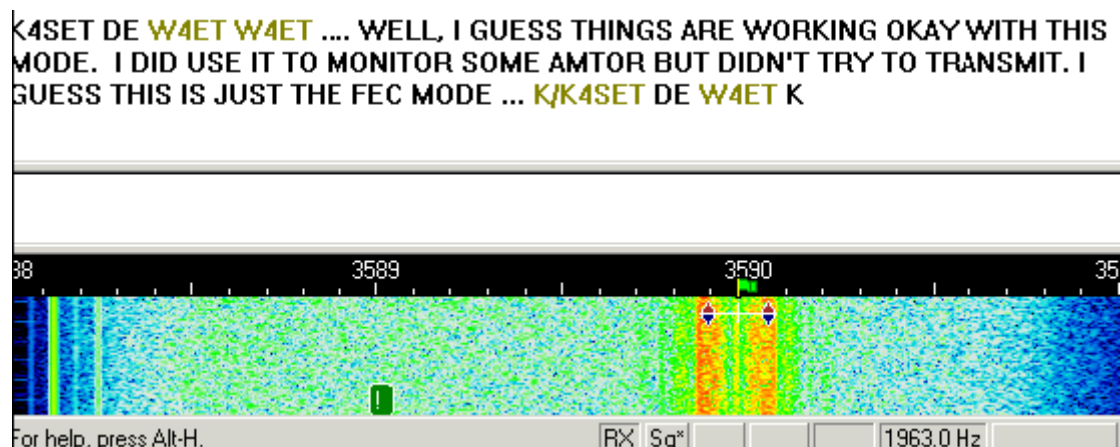 K4SET DE W4ET W4ET .... WELL, I GUESS THINGS ARE WORKING OKAY WITH THIS
MODE.  I DID USE IT TO MONITOR SOME AMTOR BUT DIDN'T TRY TO TRANSMIT. I
GUESS THIS IS JUST THE FEC MODE ... K/K4SET DE W4ET K
38 3589 3590 35
For help, press Alt-H. RX Sq* 1963.0 Hz